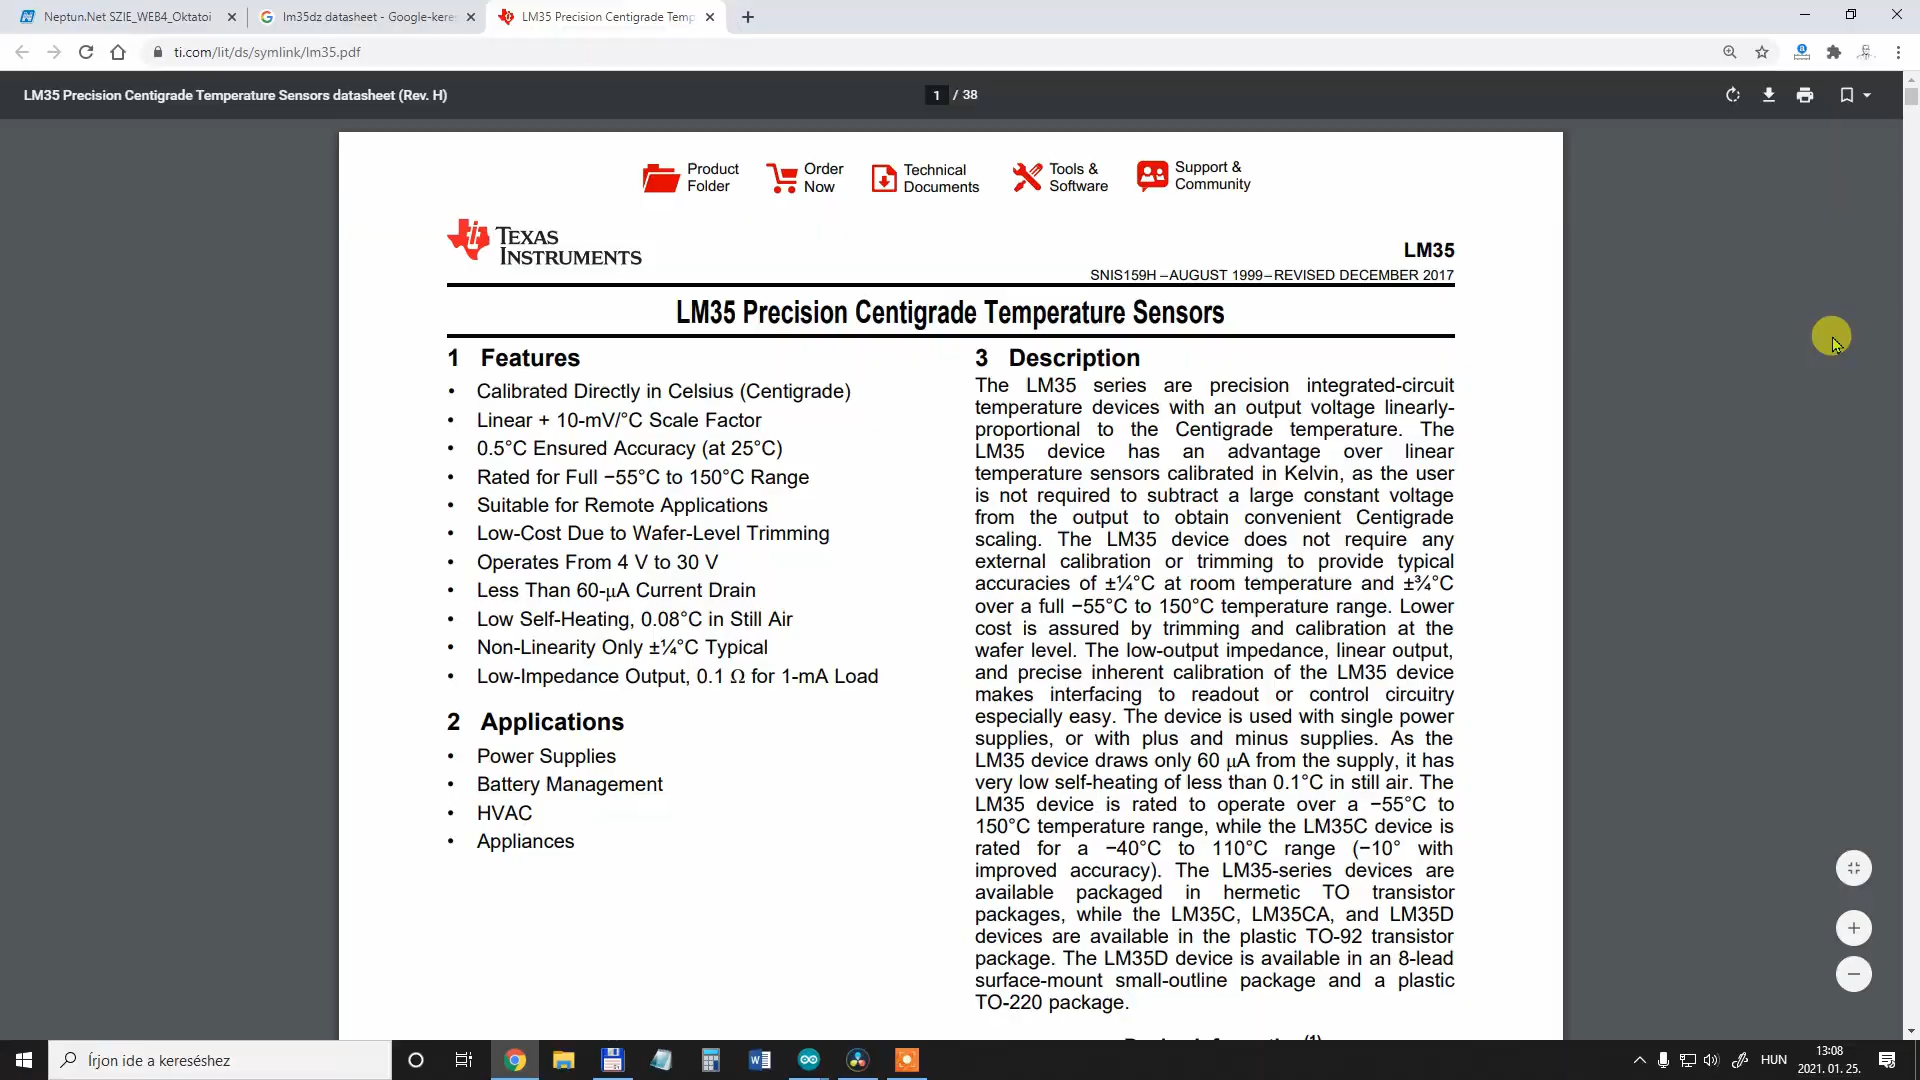 Neptun.Net SZIE_WEB4_Oktatoi
lm35dz datasheet - Google-kere
LM35 Precision Centigrade Temp
ti.com/lit/ds/symlink/lm35.pdf
LM35 Precision Centigrade Temperature Sensors datasheet (Rev. H)
1 / 38
Product
Folder
Order
Now
Technical
Documents
Tools &
Software
Support &
Community
TEXAS
INSTRUMENTS
LM35
SNIS159H –AUGUST 1999–REVISED DECEMBER 2017
LM35 Precision Centigrade Temperature Sensors
1 Features
• Calibrated Directly in Celsius (Centigrade)
• Linear + 10-mV/°C Scale Factor
• 0.5°C Ensured Accuracy (at 25°C)
• Rated for Full −55°C to 150°C Range
• Suitable for Remote Applications
• Low-Cost Due to Wafer-Level Trimming
• Operates From 4 V to 30 V
• Less Than 60-μA Current Drain
• Low Self-Heating, 0.08°C in Still Air
• Non-Linearity Only ±¼°C Typical
• Low-Impedance Output, 0.1 Ω for 1-mA Load
2 Applications
• Power Supplies
• Battery Management
• HVAC
• Appliances
3 Description
The LM35 series are precision integrated-circuit
temperature devices with an output voltage linearly-
proportional to the Centigrade temperature. The
LM35 device has an advantage over linear
temperature sensors calibrated in Kelvin, as the user
is not required to subtract a large constant voltage
from the output to obtain convenient Centigrade
scaling. The LM35 device does not require any
external calibration or trimming to provide typical
accuracies of ±¼°C at room temperature and ±¾°C
over a full −55°C to 150°C temperature range. Lower
cost is assured by trimming and calibration at the
wafer level. The low-output impedance, linear output,
and precise inherent calibration of the LM35 device
makes interfacing to readout or control circuitry
especially easy. The device is used with single power
supplies, or with plus and minus supplies. As the
LM35 device draws only 60 μA from the supply, it has
very low self-heating of less than 0.1°C in still air. The
LM35 device is rated to operate over a −55°C to
150°C temperature range, while the LM35C device is
rated for a −40°C to 110°C range (−10° with
improved accuracy). The LM35-series devices are
available packaged in hermetic TO transistor
packages, while the LM35C, LM35CA, and LM35D
devices are available in the plastic TO-92 transistor
package. The LM35D device is available in an 8-lead
surface-mount small-outline package and a plastic
TO-220 package.
Írjon ide a kereséshez
HUN
13:08
2021. 01. 25.